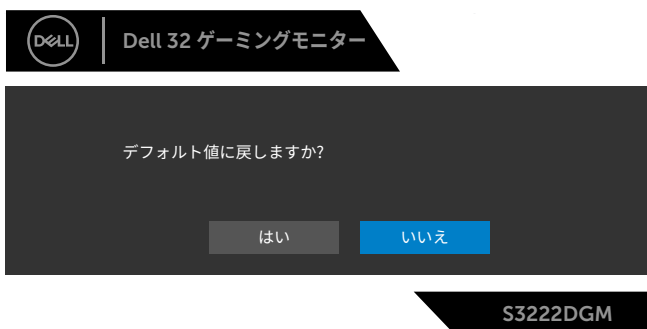 DELL
Dell 32 ゲーミングモニター
デフォルト値に戻しますか?
はい
いいえ
S3222DGM